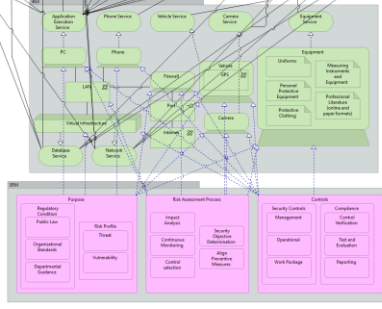 Application
Execution
Service
Phone Service
Vehicle Service
Camera
Service
Equipment
Service
PC
Phone
Vehicle
GPS
Firewall
Equipment
Uniforms
Measuring
Instruments
and
Equipment
Personal
Protective
Equipment
Professional
Literature
(online and
paper formats)
Protective
Clothing
Port
Camera
Virtual Infrastructure
Internet
Database
Service
Network
Service
Purpose
Regulatory
Condition
Public Law
Organizational
Standards
Departmental
Guidance
Risk Profile
Threat
Vulnerability
Risk Assessment Process
Impact
Analysis
Continuous
Monitoring
Control
selection
Security
Objective
Determination
Align
Preventive
Measures
Controls
Security Controls
Management
Operational
Work Package
Compliance
Control
Verification
Test and
Evaluation
Reporting